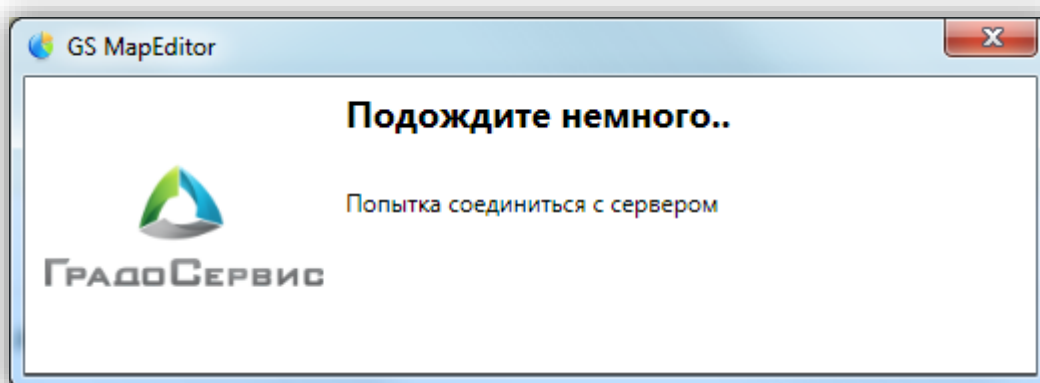 GS MapEditor
Подождите немного..
Попытка соединиться с сервером
ГрадоСервис